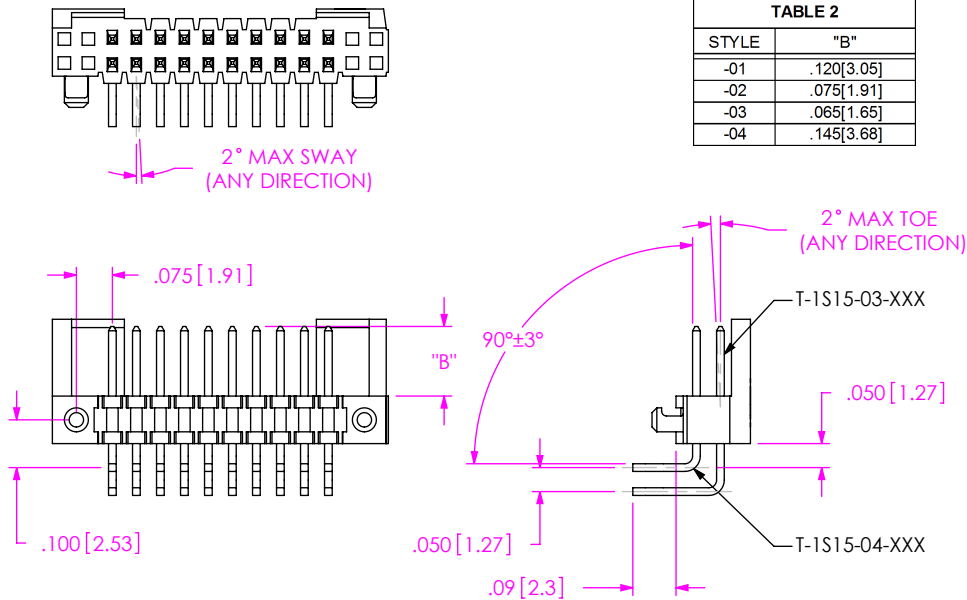 TABLE 2
STYLE "B"
-01 .120[3.05]
-02 .075[1.91]
-03 .065[1.65]
-04 .145[3.68]
2° MAX SWAY
(ANY DIRECTION)
2° MAX TOE
(ANY DIRECTION)
.075[1.91]
T-1S15-03-XXX
90°±3°
"B"
.050[1.27]
.100[2.53]
.050[1.27]
T-1S15-04-XXX
.09[2.3]